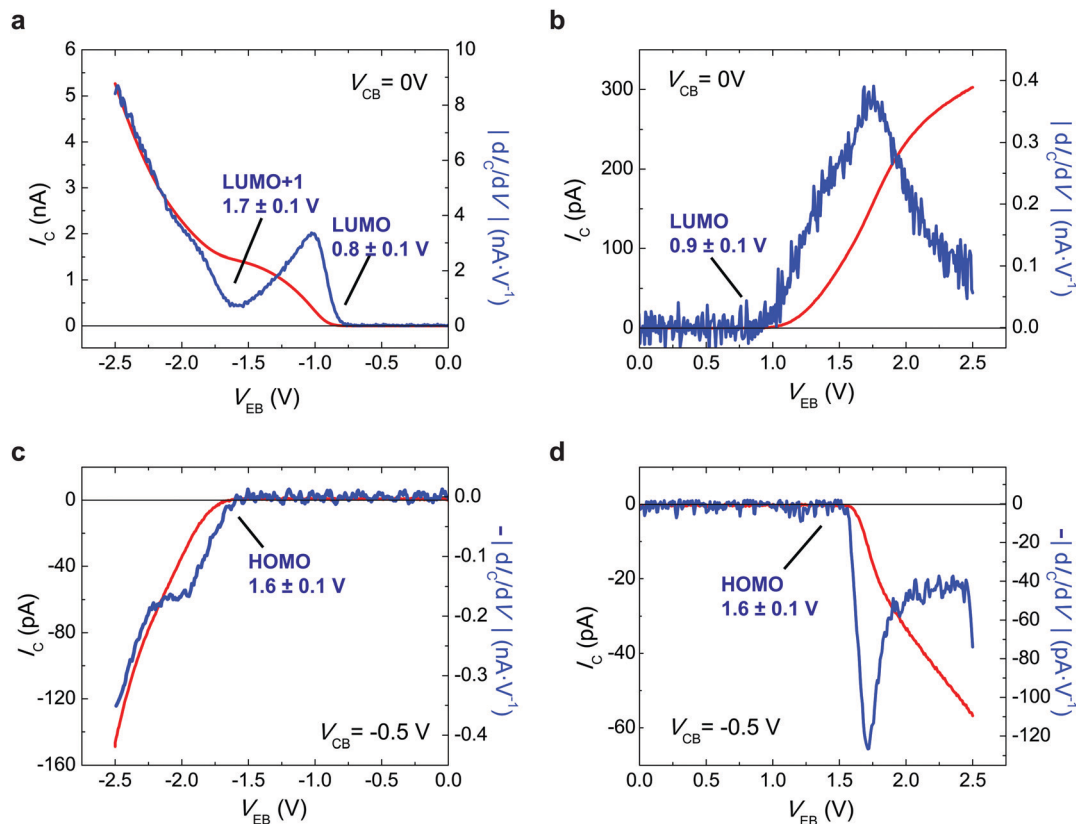 a
6
5
4
3
2
1
0
I_C (nA)
10
8
6
4
2
0
| dI_C/dV | (nA·V⁻¹)
V_CB = 0V
LUMO+1
1.7 ± 0.1 V
LUMO
0.8 ± 0.1 V
-2.5 -2.0 -1.5 -1.0 -0.5 0.0
V_EB (V)
b
300
200
100
0
I_C (pA)
0.4
0.3
0.2
0.1
0.0
| dI_C/dV | (nA·V⁻¹)
V_CB = 0V
LUMO
0.9 ± 0.1 V
0.0 0.5 1.0 1.5 2.0 2.5
V_EB (V)
c
0
-40
-80
-120
-160
I_C (pA)
0.0
-0.1
-0.2
-0.3
-0.4
-| dI_C/dV | (nA·V⁻¹)
HOMO
1.6 ± 0.1 V
V_CB = -0.5 V
-2.5 -2.0 -1.5 -1.0 -0.5 0.0
V_EB (V)
d
0
-20
-40
-60
I_C (pA)
0
-20
-40
-60
-80
-100
-120
-| dI_C/dV | (pA·V⁻¹)
HOMO
1.6 ± 0.1 V
V_CB = -0.5 V
0.0 0.5 1.0 1.5 2.0 2.5
V_EB (V)